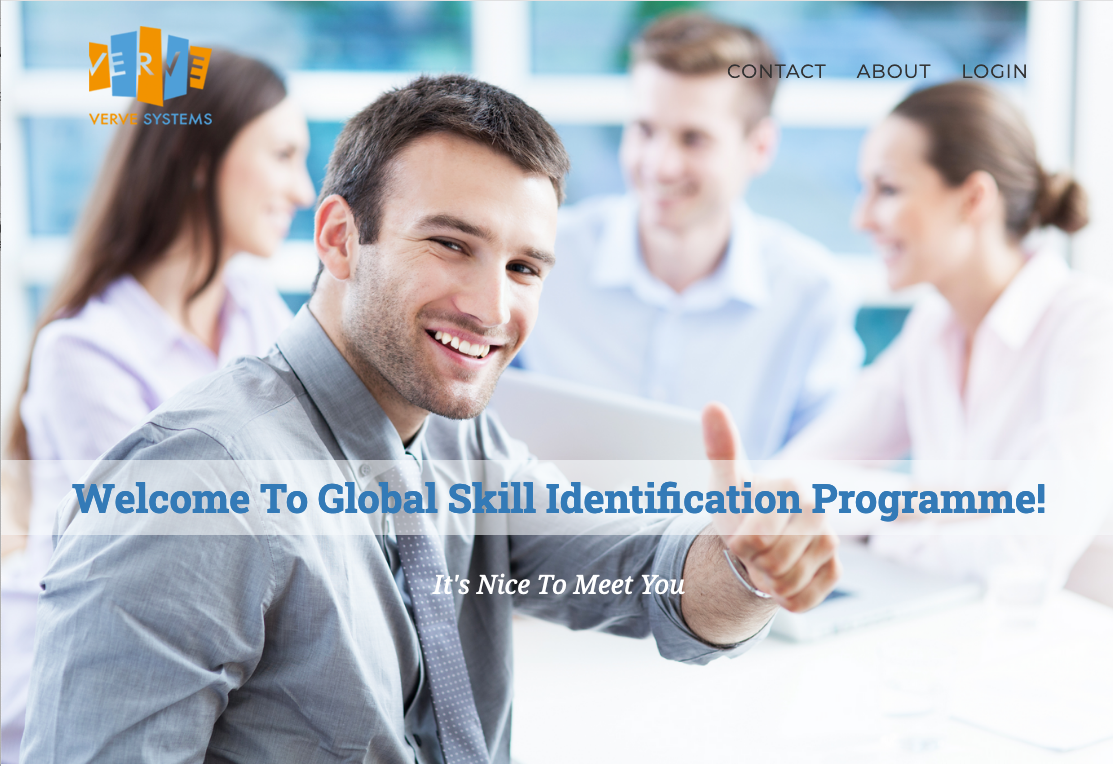 VERVE
VERVE SYSTEMS
CONTACT ABOUT LOGIN
Welcome To Global Skill Identification Programme!
It's Nice To Meet You